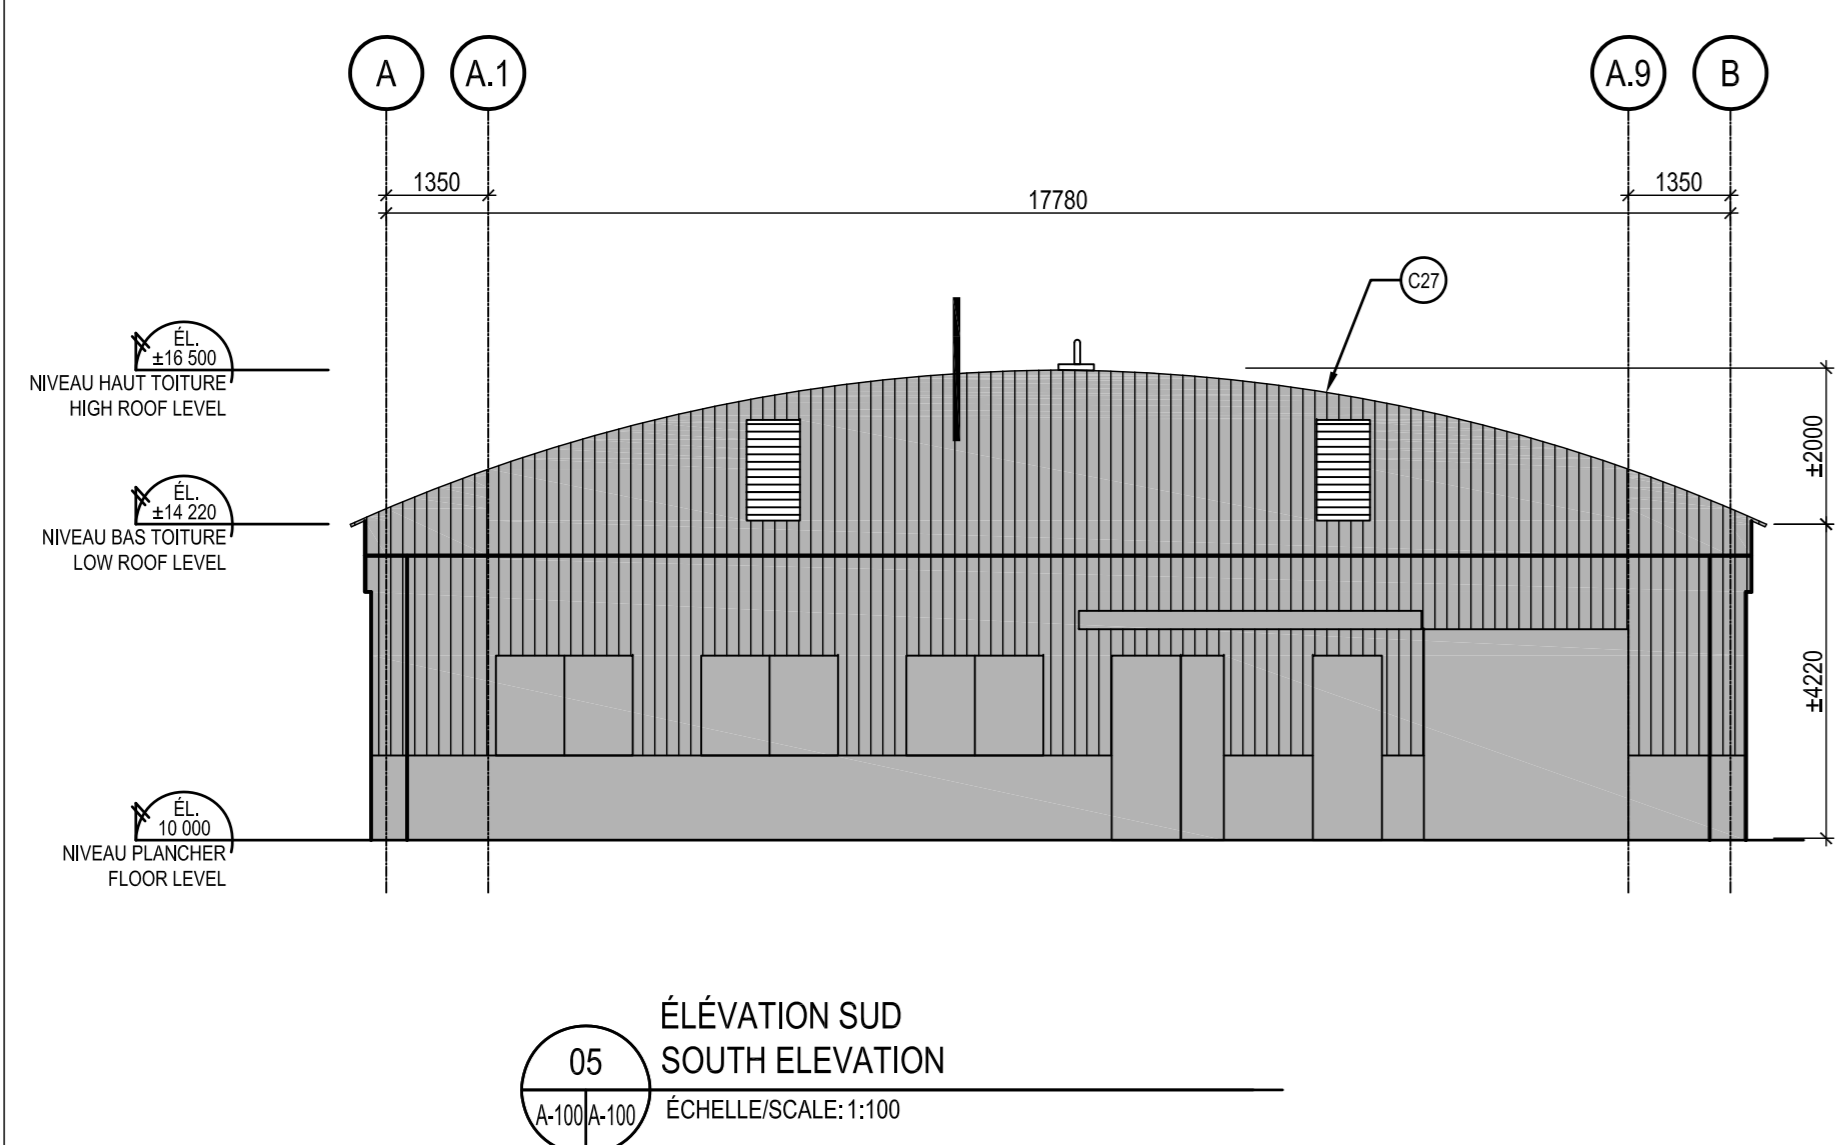 A
A.1
A.9
B
1350
1350
17780
C27
ÉL.
±16 500
NIVEAU HAUT TOITURE
HIGH ROOF LEVEL
±2000
ÉL.
±14 220
NIVEAU BAS TOITURE
LOW ROOF LEVEL
±4220
ÉL.
10 000
NIVEAU PLANCHER
FLOOR LEVEL
ÉLÉVATION SUD
05
SOUTH ELEVATION
A-100 A-100
ÉCHELLE/SCALE: 1:100